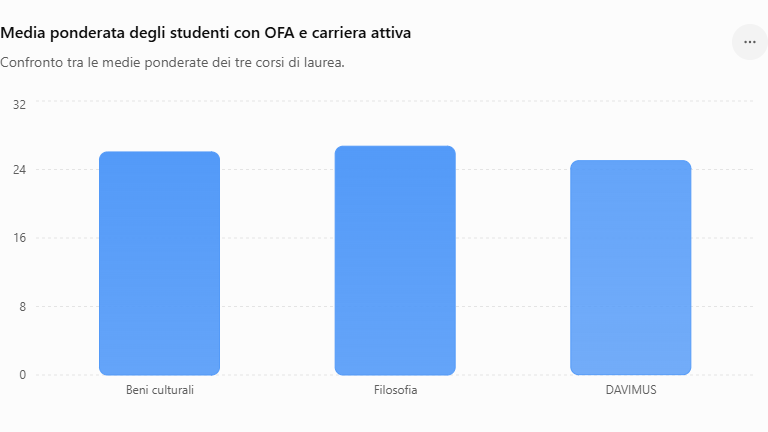 Media ponderata degli studenti con OFA e carriera attiva
Confronto tra le medie ponderate dei tre corsi di laurea.
32
24
16
8
0
Beni culturali
Filosofia
DAVIMUS